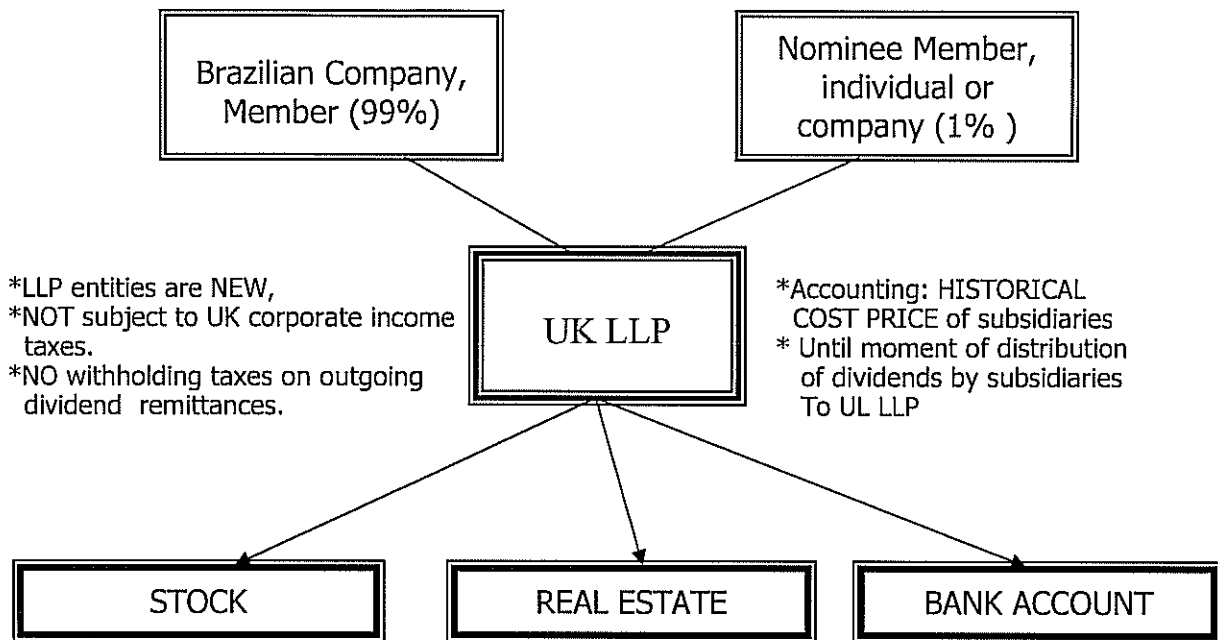 Brazilian Company,
Member (99%)
Nominee Member,
individual or
company (1% )
*LLP entities are NEW,
*NOT subject to UK corporate income
taxes.
*NO withholding taxes on outgoing
dividend remittances.
UK LLP
*Accounting: HISTORICAL
COST PRICE of subsidiaries
* Until moment of distribution
of dividends by subsidiaries
To UL LLP
STOCK
REAL ESTATE
BANK ACCOUNT